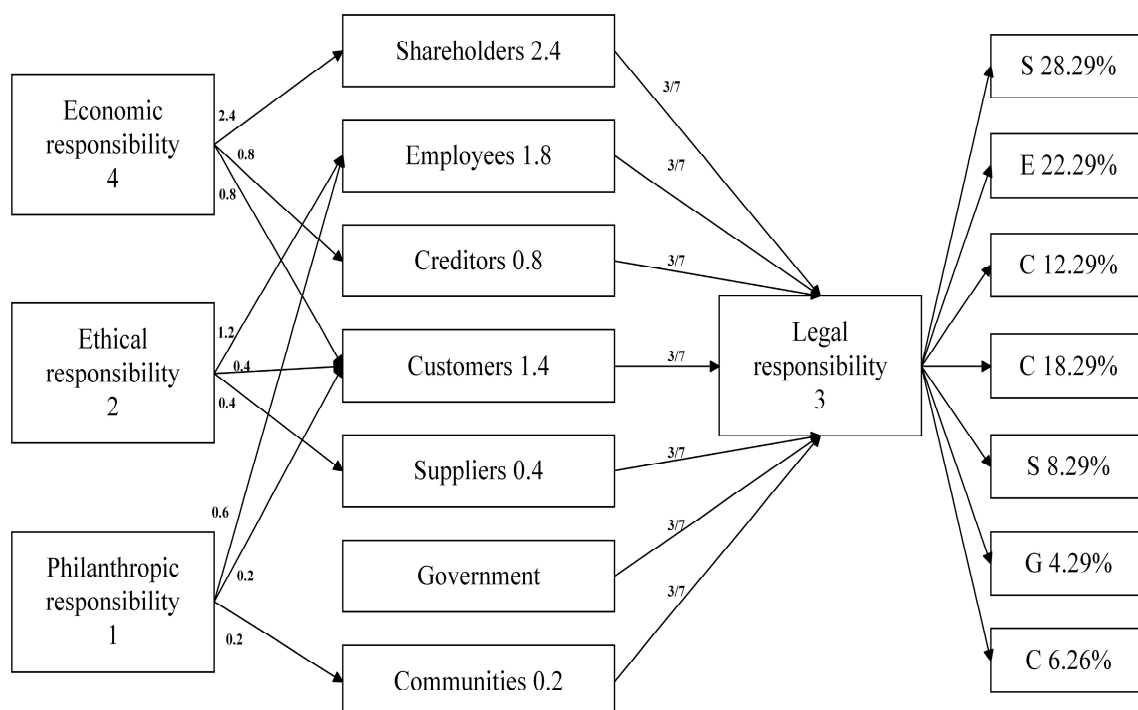 Economic
responsibility
4
Ethical
responsibility
2
Philanthropic
responsibility
1
2.4
0.8
0.8
1.2
0.4
0.4
0.6
0.2
0.2
Shareholders 2.4
Employees 1.8
Creditors 0.8
Customers 1.4
Suppliers 0.4
Government
Communities 0.2
3/7
3/7
3/7
3/7
3/7
3/7
3/7
Legal
responsibility
3
S 28.29%
E 22.29%
C 12.29%
C 18.29%
S 8.29%
G 4.29%
C 6.26%